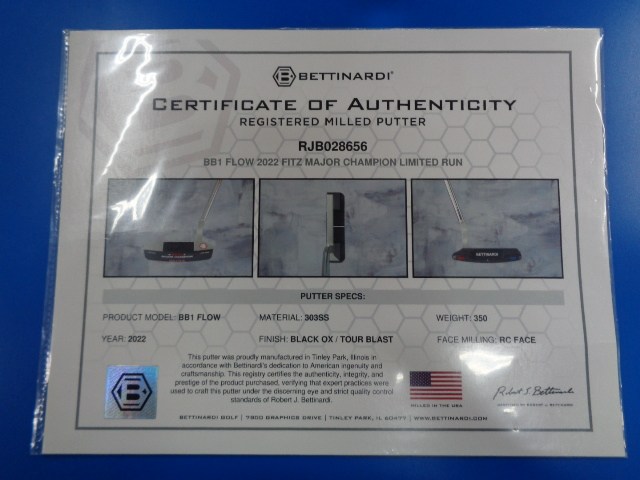 BETTINARDI®
CERTIFICATE OF AUTHENTICITY
REGISTERED MILLED PUTTER
RJB028656
BB1 FLOW 2022 FITZ MAJOR CHAMPION LIMITED RUN
BETTINARDI
PUTTER SPECS:
PRODUCT MODEL: BB1 FLOW
MATERIAL: 303SS
WEIGHT: 350
YEAR: 2022
FINISH: BLACK OX / TOUR BLAST
FACE MILLING: RC FACE
This putter was proudly manufactured in Tinley Park, Illinois in
accordance with Bettinardi's dedication to American ingenuity and
craftsmanship. This registry certifies the authenticity, integrity, and
prestige of the product purchased, verifying that expert practices were
used to craft this putter under the discerning eye and strict quality control
standards of Robert J. Bettinardi.
MILLED IN THE USA
BETTINARDI GOLF | 7900 GRAPHICS DRIVE | TINLEY PARK, IL 60477 | WWW.BETTINARDI.COM